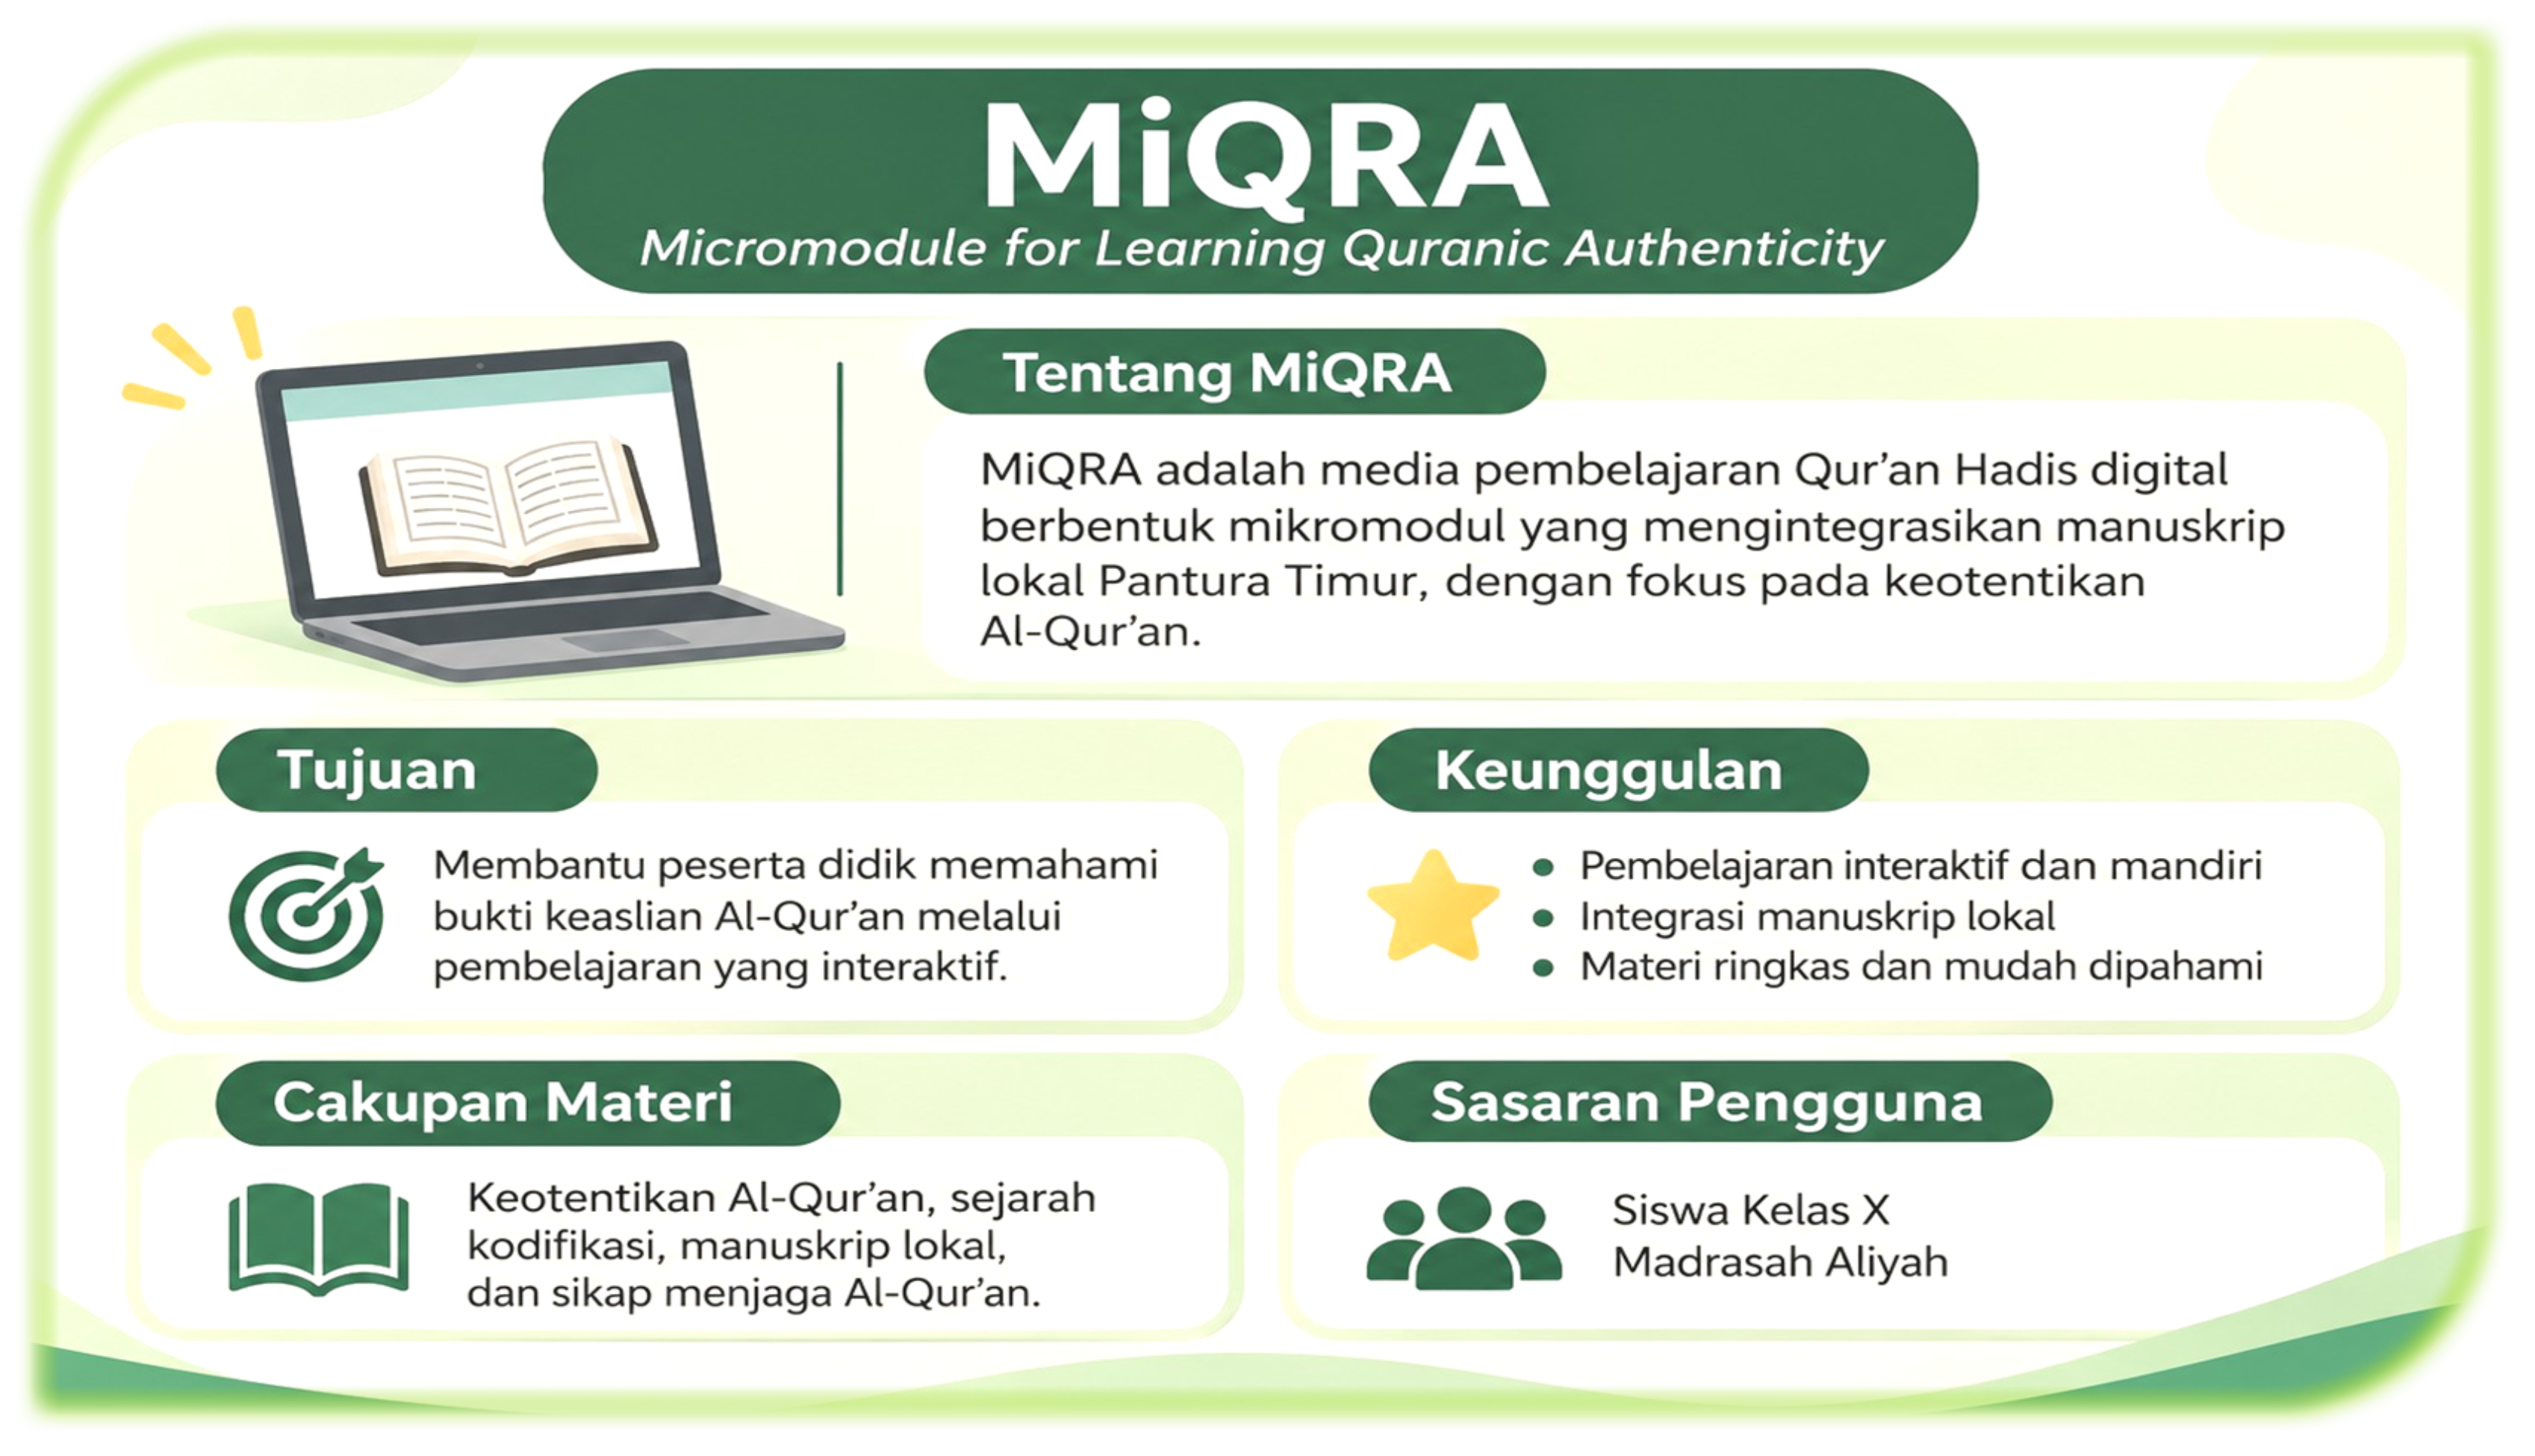 MiQRA
Micromodule for Learning Quranic Authenticity
Tentang MiQRA
MiQRA adalah media pembelajaran Qur’an Hadis digital
berbentuk mikromodul yang mengintegrasikan manuskrip
lokal Pantura Timur, dengan fokus pada keotentikan
Al-Qur’an.
Tujuan
Membantu peserta didik memahami
bukti keaslian Al-Qur’an melalui
pembelajaran yang interaktif.
Keunggulan
• Pembelajaran interaktif dan mandiri
• Integrasi manuskrip lokal
• Materi ringkas dan mudah dipahami
Cakupan Materi
Keotentikan Al-Qur’an, sejarah
kodifikasi, manuskrip lokal,
dan sikap menjaga Al-Qur’an.
Sasaran Pengguna
Siswa Kelas X
Madrasah Aliyah